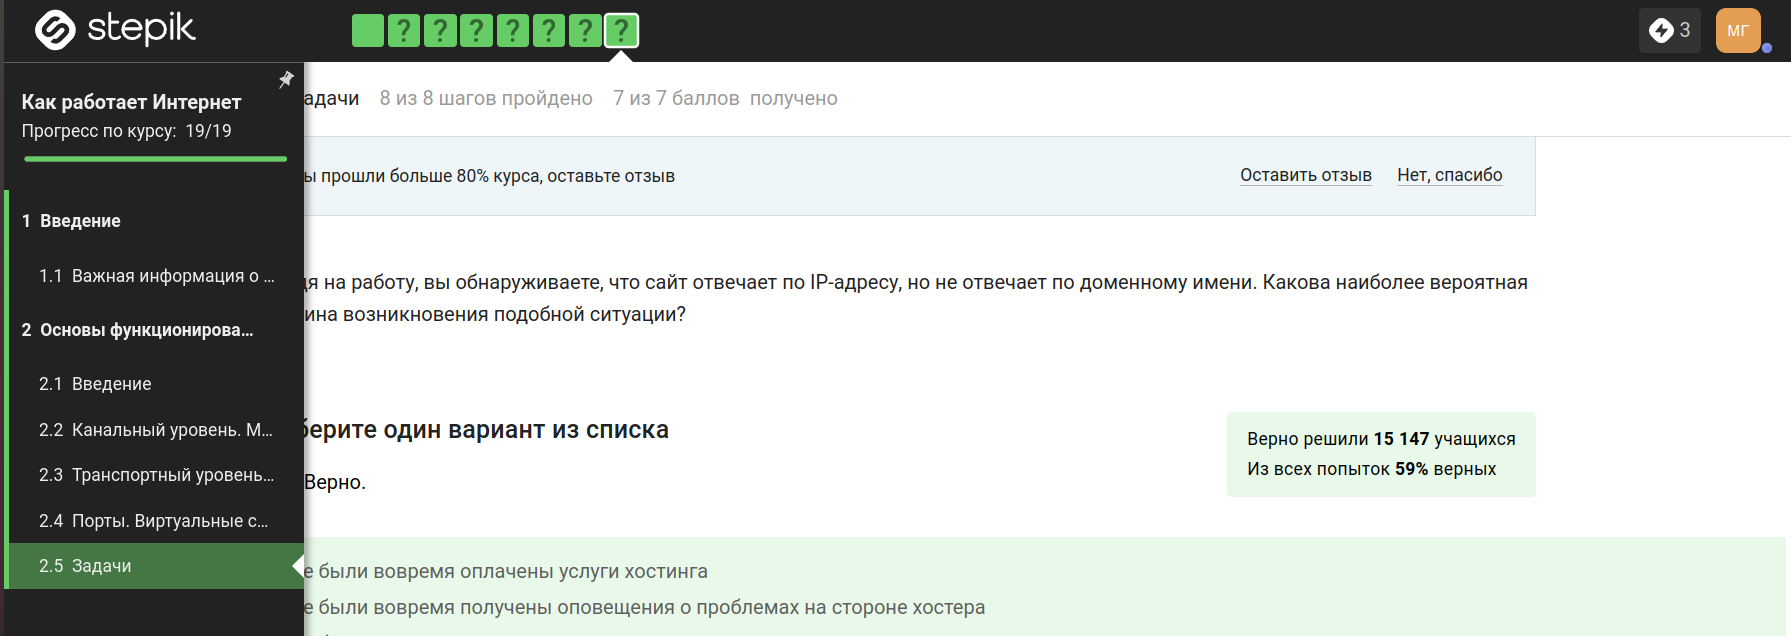 stepik
? ? ? ? ? ? ?
3
МГ
Как работает Интернет
Прогресс по курсу: 19/19
1 Введение
1.1 Важная информация о ...
2 Основы функционирова...
2.1 Введение
2.2 Канальный уровень. М...
2.3 Транспортный уровень...
2.4 Порты. Виртуальные с...
2.5 Задачи
адачи 8 из 8 шагов пройдено 7 из 7 баллов получено
ы прошли больше 80% курса, оставьте отзыв
Оставить отзыв Нет, спасибо
дя на работу, вы обнаруживаете, что сайт отвечает по IP-адресу, но не отвечает по доменному имени. Какова наиболее вероятная
ина возникновения подобной ситуации?
берите один вариант из списка
Верно решили 15 147 учащихся
Из всех попыток 59% верных
Верно.
е были вовремя оплачены услуги хостинга
е были вовремя получены оповещения о проблемах на стороне хостера